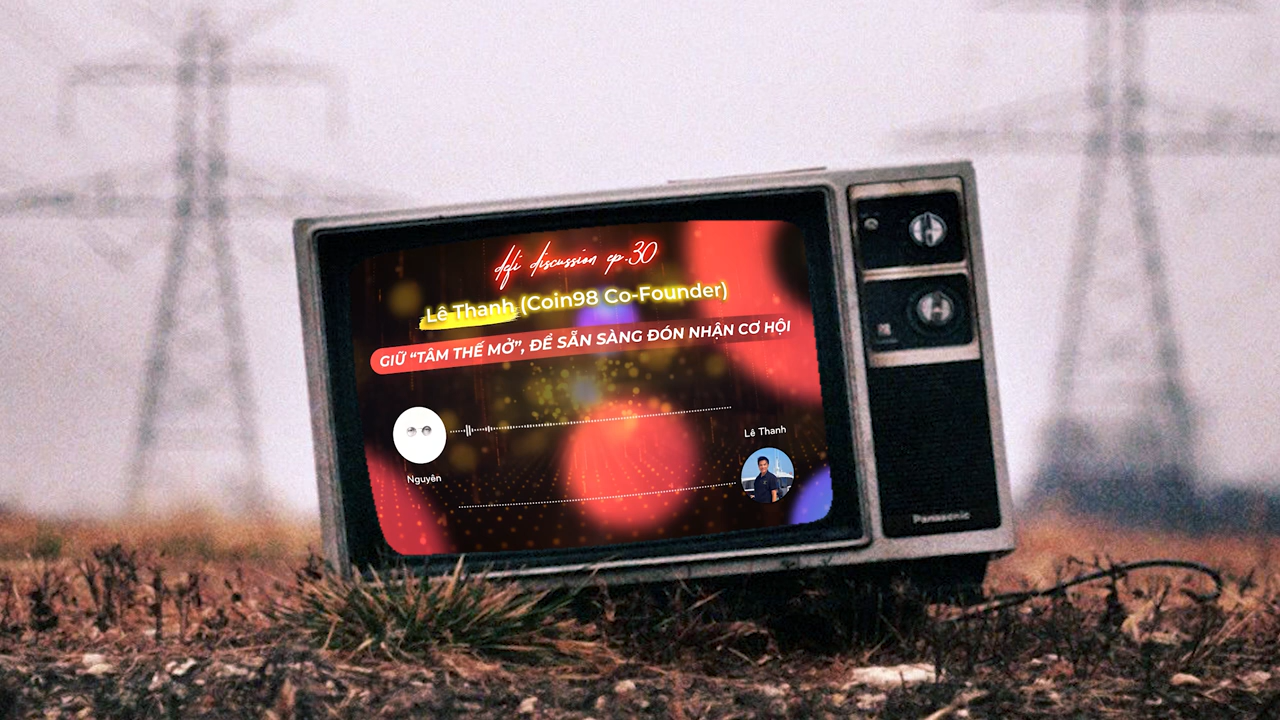 defi discussion ep.30
Lê Thanh (Coin98 Co-Founder)
GIỮ “TÂM THẾ MỞ”, ĐỂ SẴN SÀNG ĐÓN NHẬN CƠ HỘI
Lê Thanh
Nguyên
Panasonic